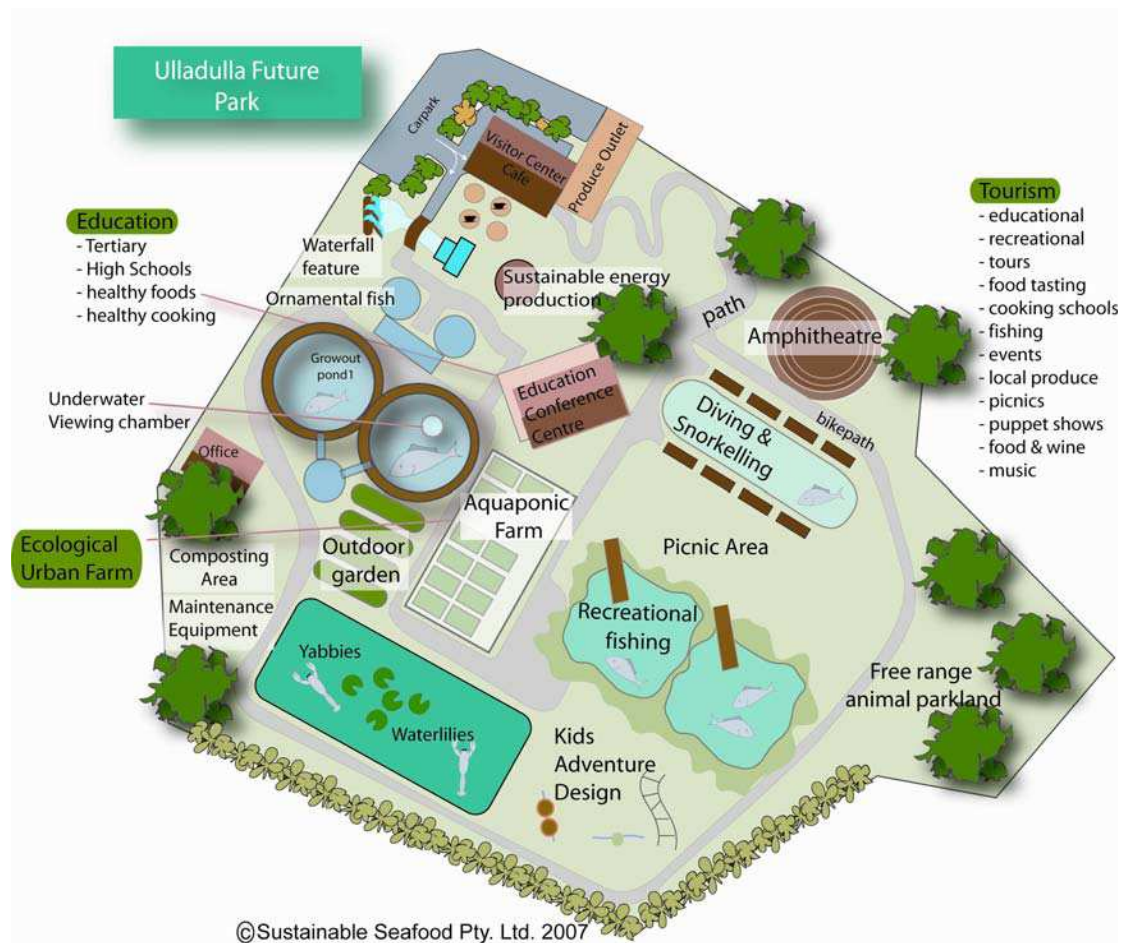 Ulladulla Future
Park
Carpark
Visitor Center
Cafe
Produce Outlet
Education
- Tertiary
- High Schools
- healthy foods
- healthy cooking
Tourism
- educational
- recreational
- tours
- food tasting
- cooking schools
- fishing
- events
- local produce
- picnics
- puppet shows
- food & wine
- music
Waterfall
feature
Ornamental fish
Sustainable energy
production
path
Amphitheatre
Growout
pond1
Underwater
Viewing chamber
Education
Conference
Centre
Diving &
Snorkelling
bikepath
Office
Aquaponic
Farm
Ecological
Urban Farm
Composting
Area
Maintenance
Equipment
Outdoor
garden
Picnic Area
Recreational
fishing
Yabbies
Waterlilies
Free range
animal parkland
Kids
Adventure
Design
©Sustainable Seafood Pty. Ltd. 2007